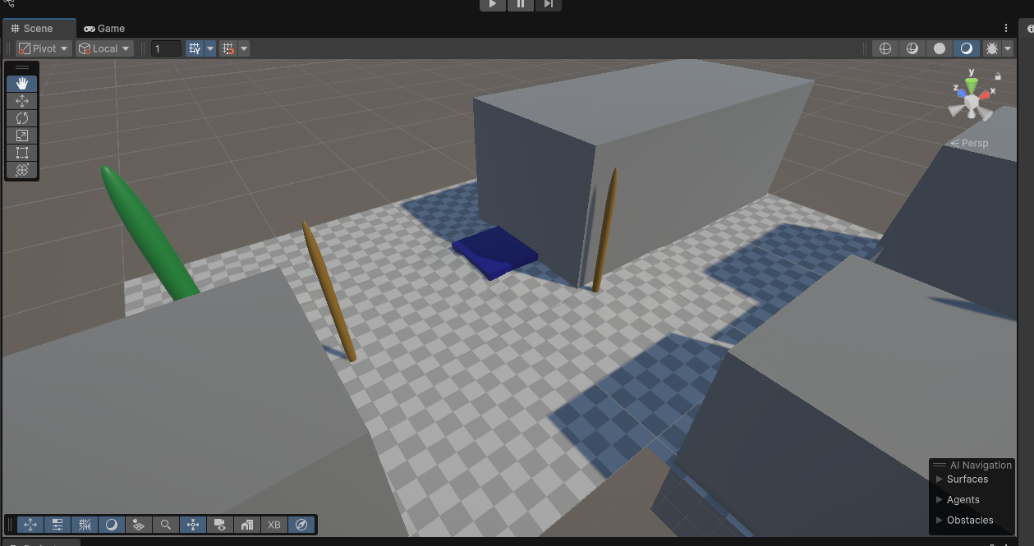 Scene Game
Pivot Local 1
y
z x
Persp
AI Navigation
Surfaces
Agents
Obstacles
XB